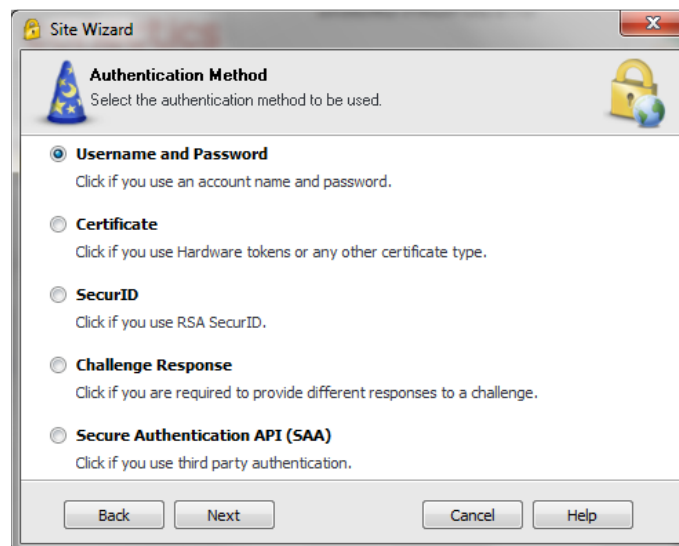 Site Wizard
Authentication Method
Select the authentication method to be used.
Username and Password
Click if you use an account name and password.
Certificate
Click if you use Hardware tokens or any other certificate type.
SecurID
Click if you use RSA SecurID.
Challenge Response
Click if you are required to provide different responses to a challenge.
Secure Authentication API (SAA)
Click if you use third party authentication.
Back Next Cancel Help